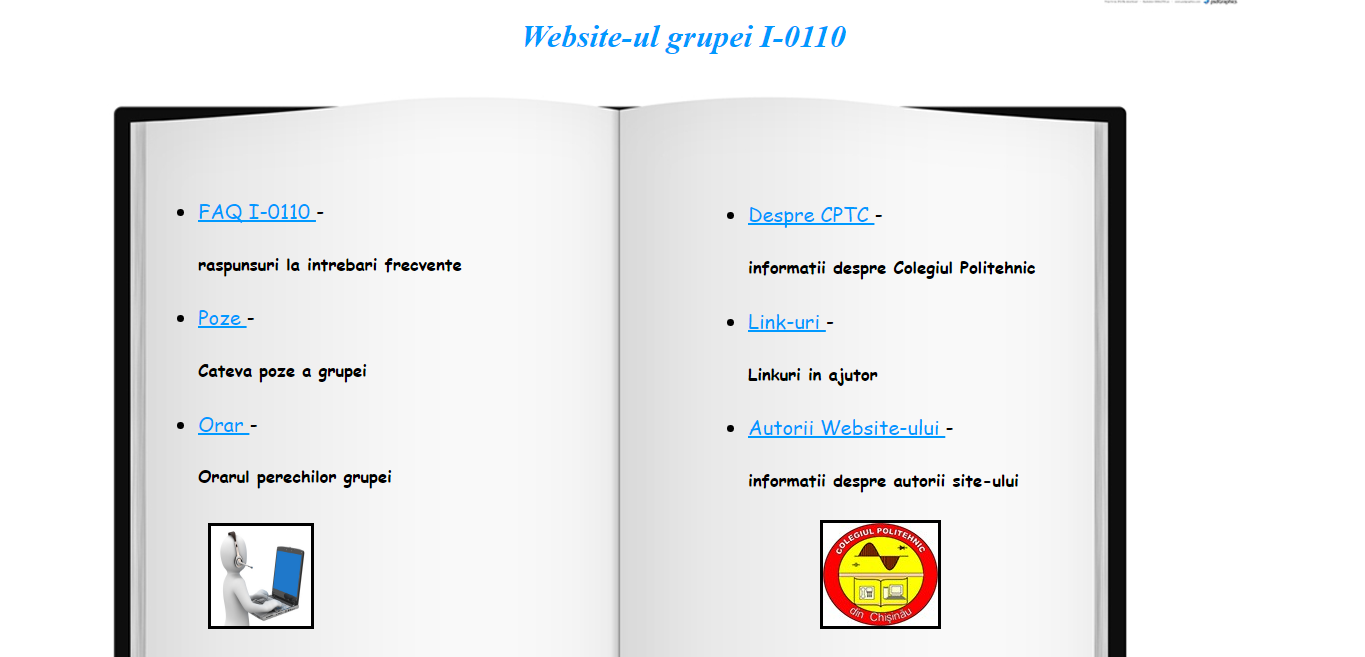 Website-ul grupei I-0110
FAQ I-0110 -
raspunsuri la intrebari frecvente
Poze -
Cateva poze a grupei
Orar -
Orarul perechilor grupei
Despre CPTC -
informatii despre Colegiul Politehnic
Link-uri -
Linkuri in ajutor
Autorii Website-ului -
informatii despre autorii site-ului
COLEGIUL POLITEHNIC
din Chișinău